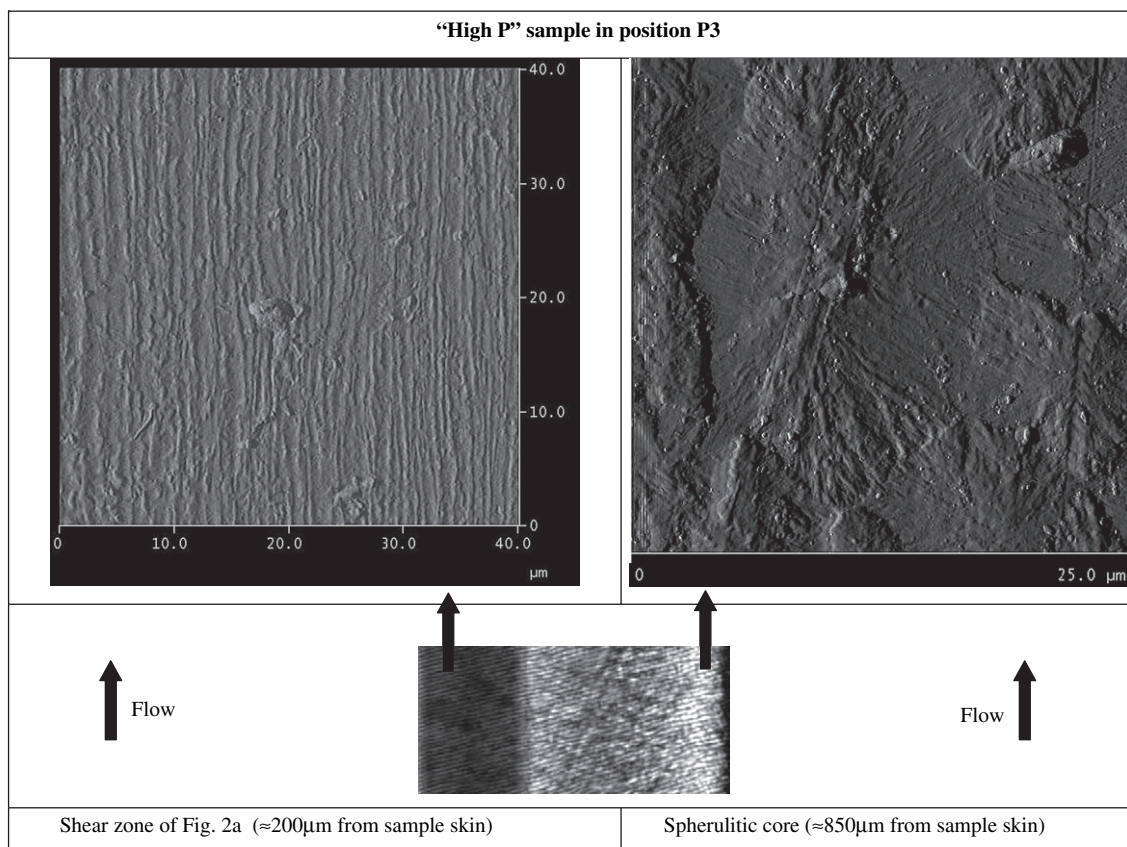 “High P” sample in position P3
40.0
30.0
20.0
10.0
0
0 10.0 20.0 30.0 40.0
µm
0 25.0 µm
Flow
Flow
Shear zone of Fig. 2a (≈200µm from sample skin)
Spherulitic core (≈850µm from sample skin)